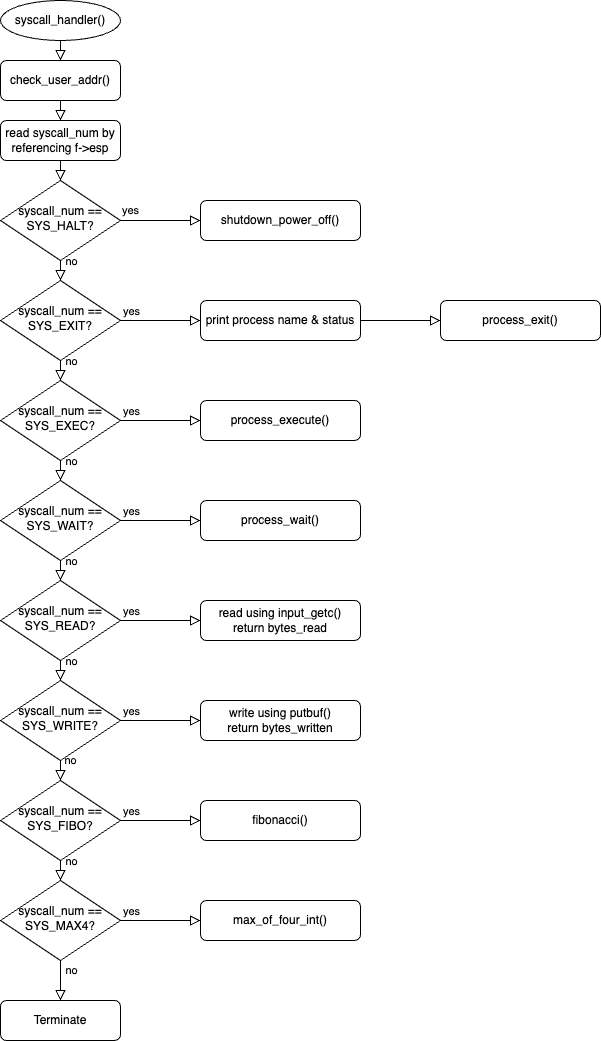 syscall_handler()
check_user_addr()
read syscall_num by
referencing f->esp
syscall_num ==
SYS_HALT?
yes
shutdown_power_off()
no
syscall_num ==
SYS_EXIT?
yes
print process name & status
process_exit()
no
syscall_num ==
SYS_EXEC?
yes
process_execute()
no
syscall_num ==
SYS_WAIT?
yes
process_wait()
no
syscall_num ==
SYS_READ?
yes
read using input_getc()
return bytes_read
no
syscall_num ==
SYS_WRITE?
yes
write using putbuf()
return bytes_written
no
syscall_num ==
SYS_FIBO?
yes
fibonacci()
no
syscall_num ==
SYS_MAX4?
yes
max_of_four_int()
no
Terminate